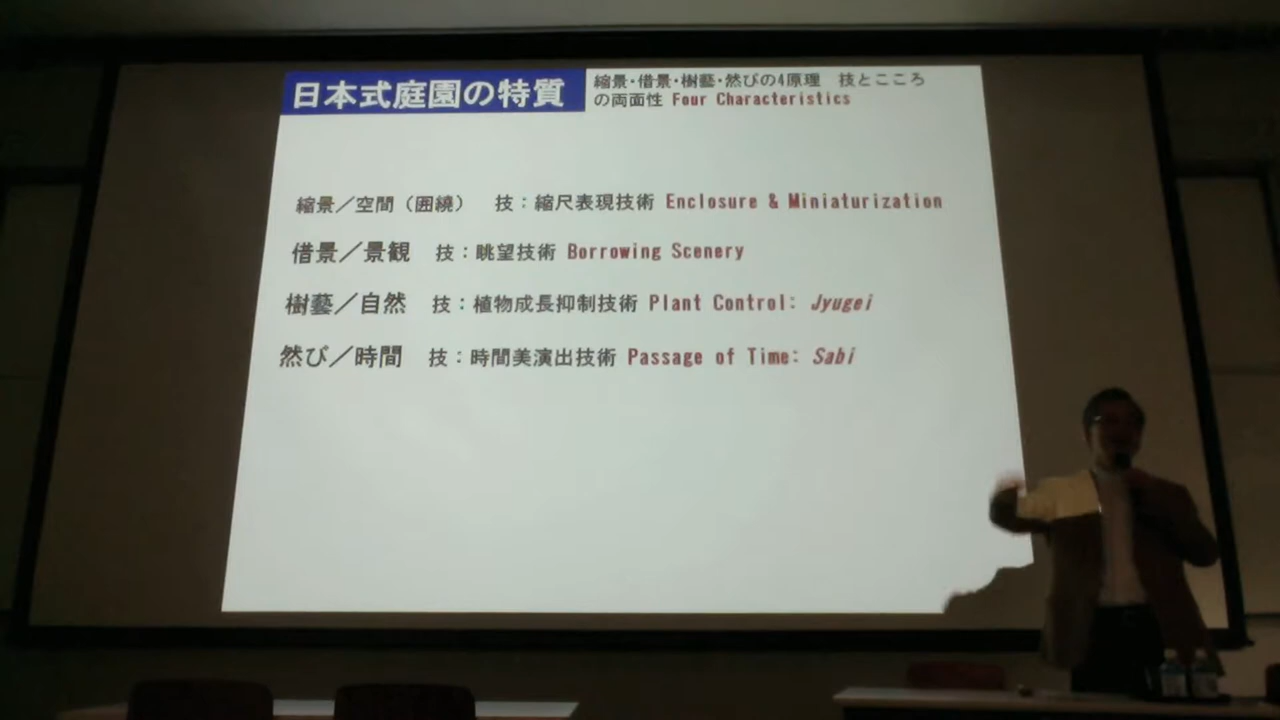 日本式庭園の特質
縮景・借景・樹藝・然びの4原理　技とこころ
の両面性 Four Characteristics
縮景／空間（囲繞）　技：縮尺表現技術 Enclosure & Miniaturization
借景／景観　技：眺望技術 Borrowing Scenery
樹藝／自然　技：植物成長抑制技術 Plant Control: Jyugei
然び／時間　技：時間美演出技術 Passage of Time: Sabi